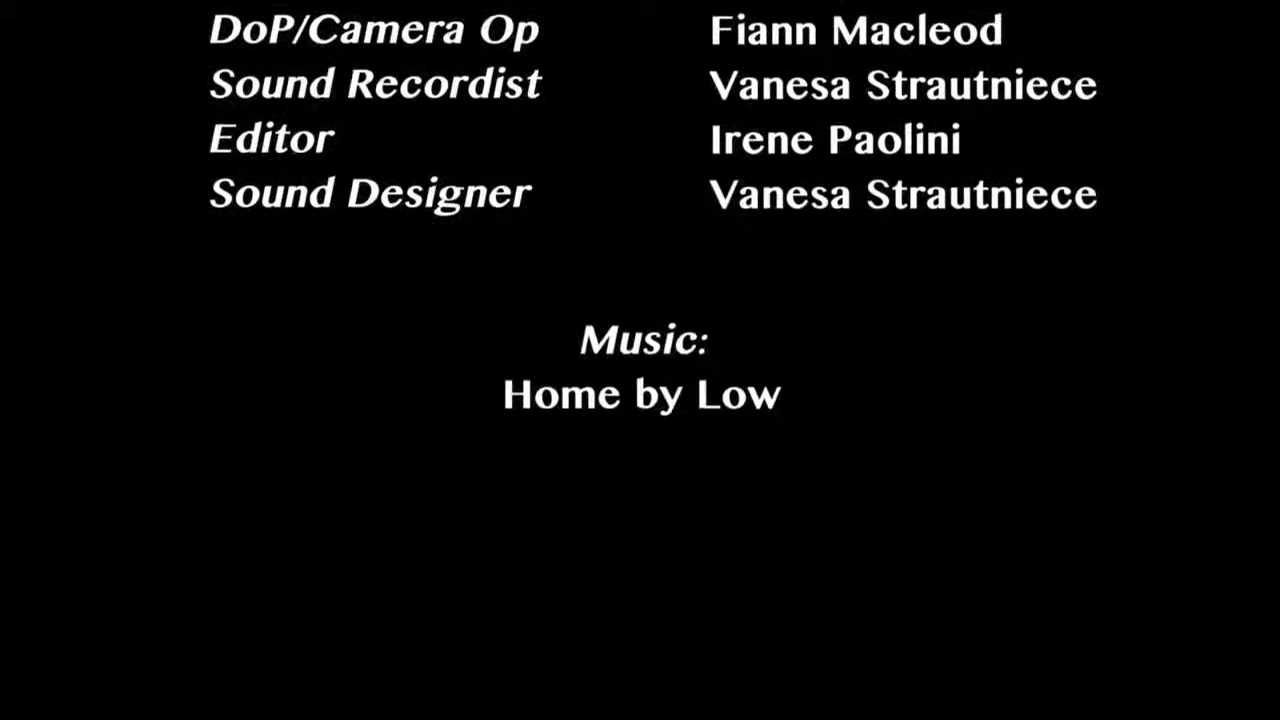 DoP/Camera Op Fiann Macleod
Sound Recordist Vanesa Strautniece
Editor Irene Paolini
Sound Designer Vanesa Strautniece
Music:
Home by Low